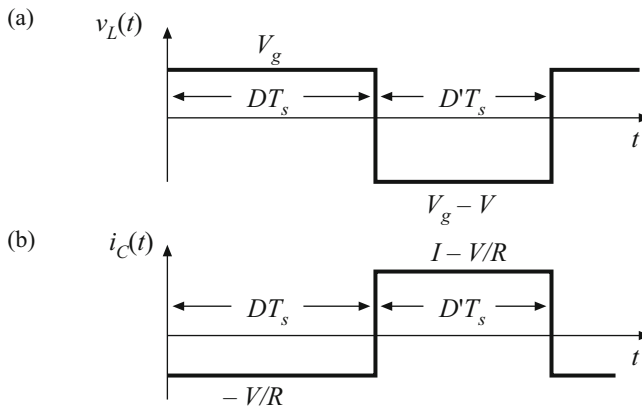 (a)
v_L(t)
V_g
DT_s
D'T_s
t
V_g – V
(b)
i_C(t)
I – V/R
DT_s
D'T_s
t
– V/R